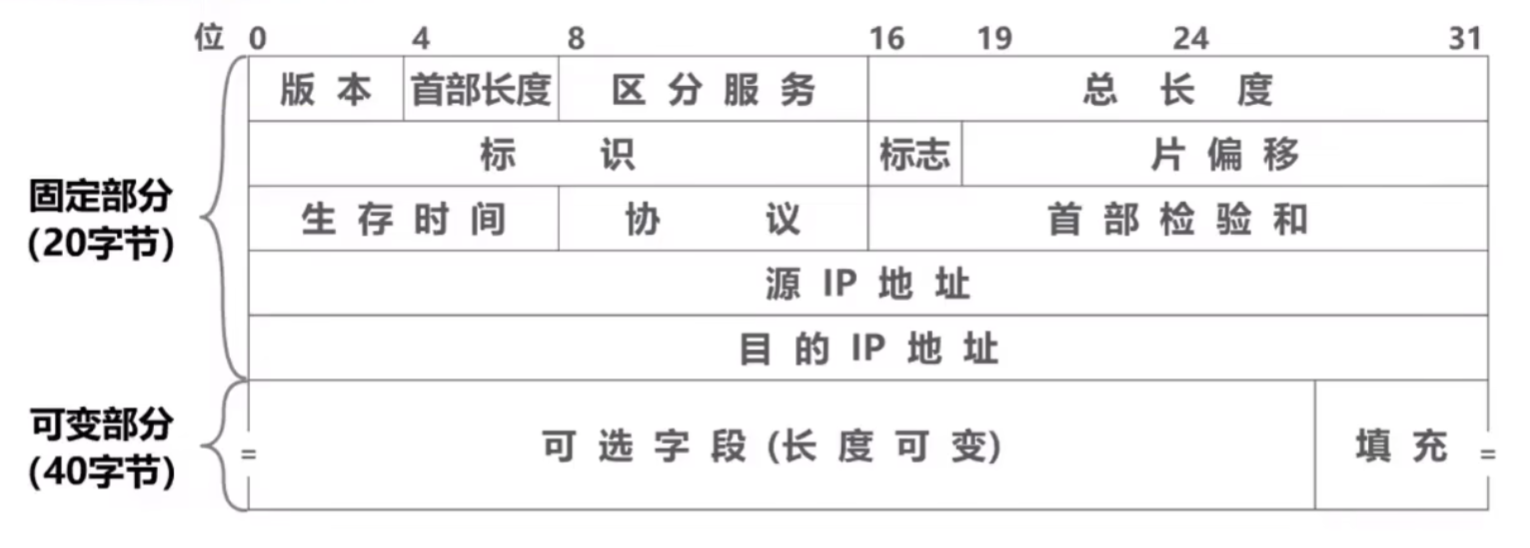 位 0 4 8 16 19 24 31
版 本 首部长度 区 分 服 务 总 长 度
标 识 标志 片 偏 移
固定部分
(20字节)
生 存 时 间 协 议 首 部 检 验 和
源 IP 地 址
目 的 IP 地 址
可变部分
(40字节)
= 可 选 字 段 (长 度 可 变) 填 充 =